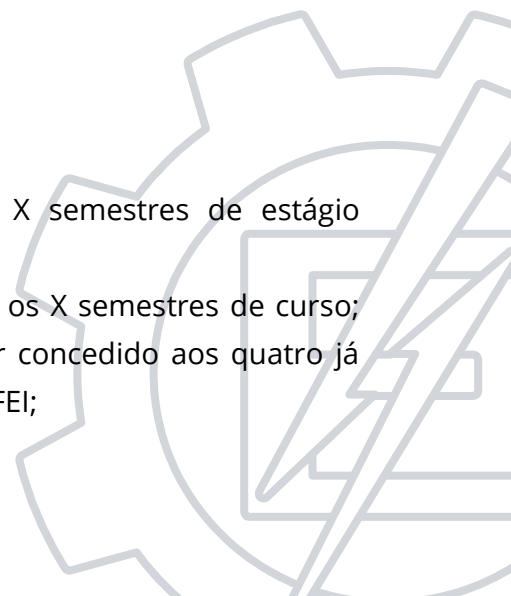 X semestres de estágio
os X semestres de curso;
concedido aos quatro já
FEI;